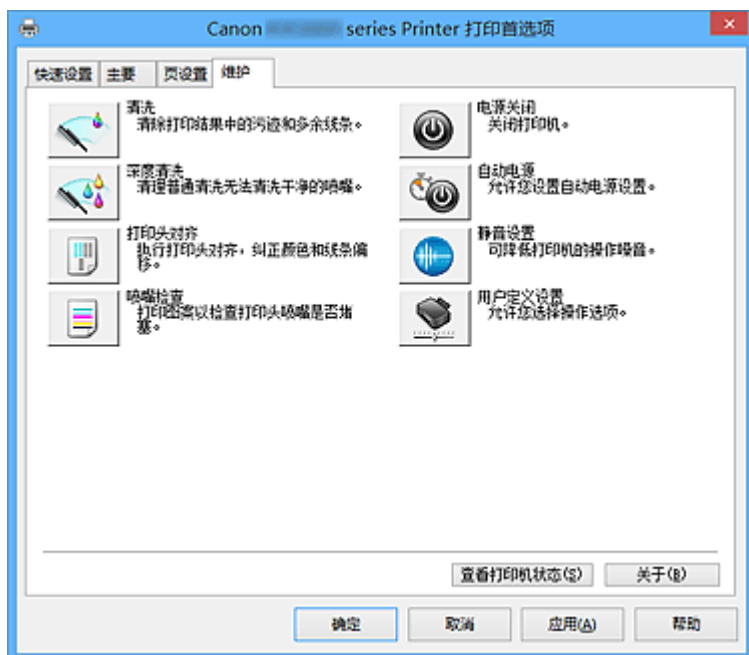 Canon series Printer 打印首选项
快速设置 主要 页设置 维护
清洗
清除打印结果中的污迹和多余线条。
深度清洗
清理普通清洗无法清洗干净的喷嘴。
打印头对齐
执行打印头对齐，纠正颜色和线条偏
移。
喷嘴检查
打印图案以检查打印头喷嘴是否堵
塞。
电源关闭
关闭打印机。
自动电源
允许您设置自动电源设置。
静音设置
可降低打印机的操作噪音。
用户定义设置
允许您选择操作选项。
查看打印机状态(S) 关于(B)
确定 取消 应用(A) 帮助